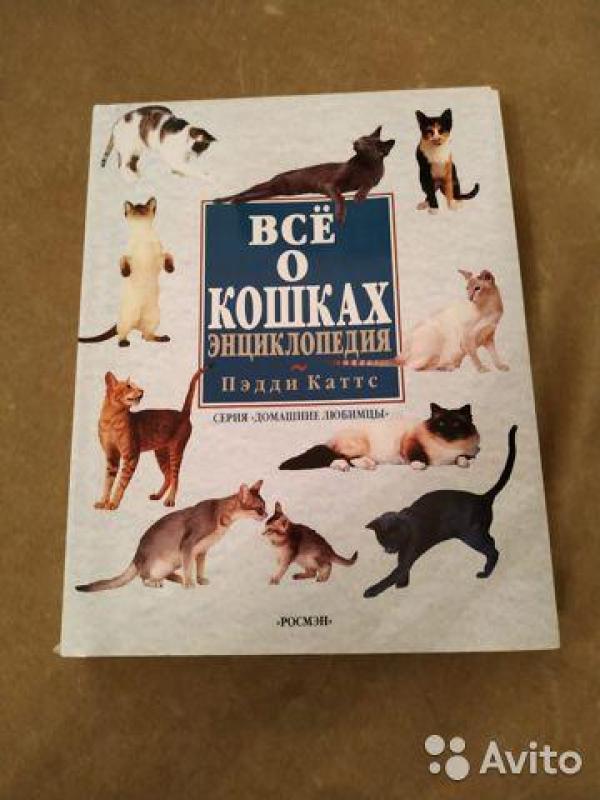 ВСЁ
О
КОШКАХ
ЭНЦИКЛОПЕДИЯ
~
Пэдди Каттс
СЕРИЯ «ДОМАШНИЕ ЛЮБИМЦЫ»
«РОСМЭН»
Avito